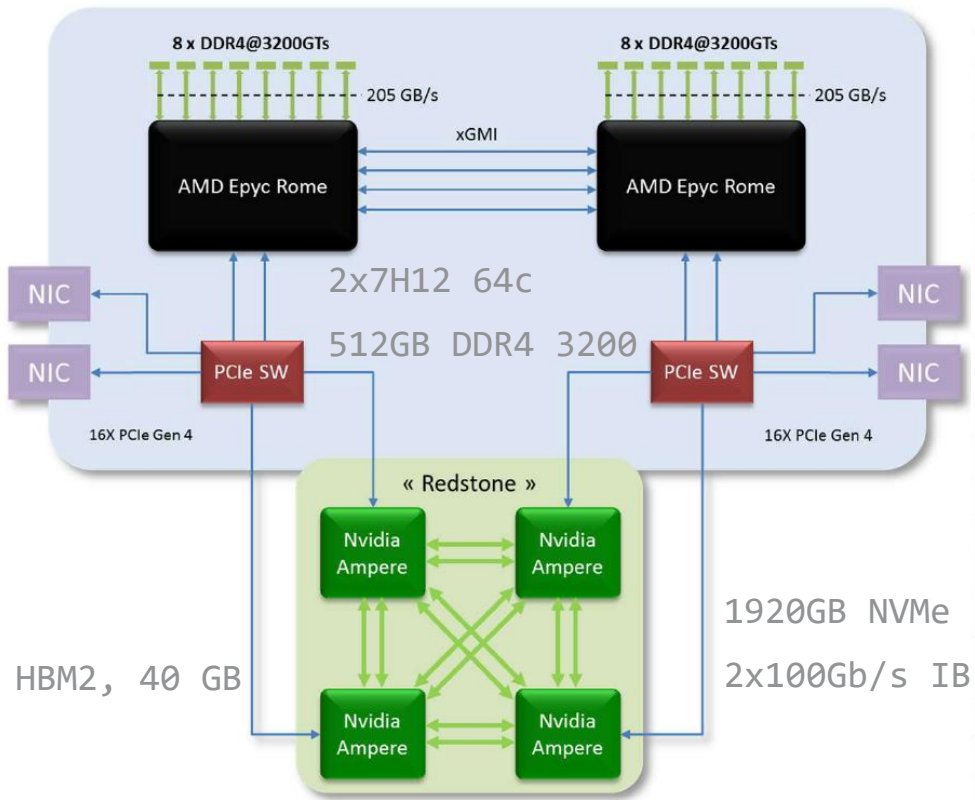 8 x DDR4@3200GTs
8 x DDR4@3200GTs
205 GB/s
205 GB/s
xGMI
AMD Epyc Rome
AMD Epyc Rome
2x7H12 64c
NIC
NIC
512GB DDR4 3200
NIC
PCIe SW
PCIe SW
NIC
16X PCIe Gen 4
16X PCIe Gen 4
« Redstone »
Nvidia
Ampere
Nvidia
Ampere
1920GB NVMe
HBM2, 40 GB
2x100Gb/s IB
Nvidia
Ampere
Nvidia
Ampere